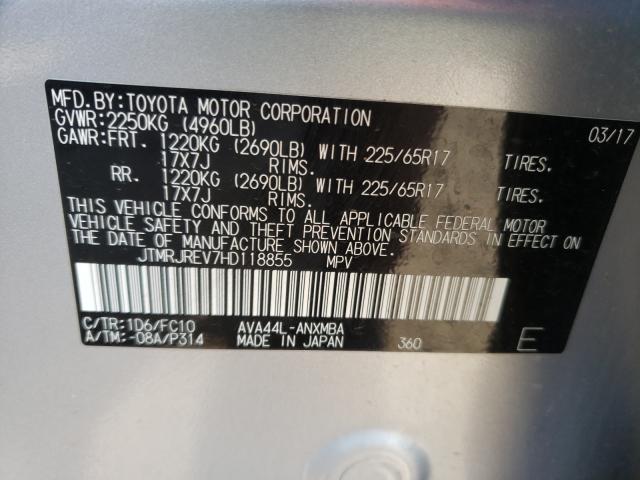 MFD.BY:TOYOTA MOTOR CORPORATION 03/17
GVWR:2250KG (4960LB)
GAWR:FRT. 1220KG (2690LB) WITH 225/65R17 TIRES.
17X7J RIMS.
RR. 1220KG (2690LB) WITH 225/65R17 TIRES.
17X7J RIMS.
THIS VEHICLE CONFORMS TO ALL APPLICABLE FEDERAL MOTOR
VEHICLE SAFETY AND THEFT PREVENTION STANDARDS IN EFFECT ON
THE DATE OF MANUFACTURE SHOWN ABOVE.
JTMRJREV7HD118855 MPV
C/TR:1D6/FC10 AVA44L-ANXMBA
A/TM:-08A/P314 MADE IN JAPAN 360 E